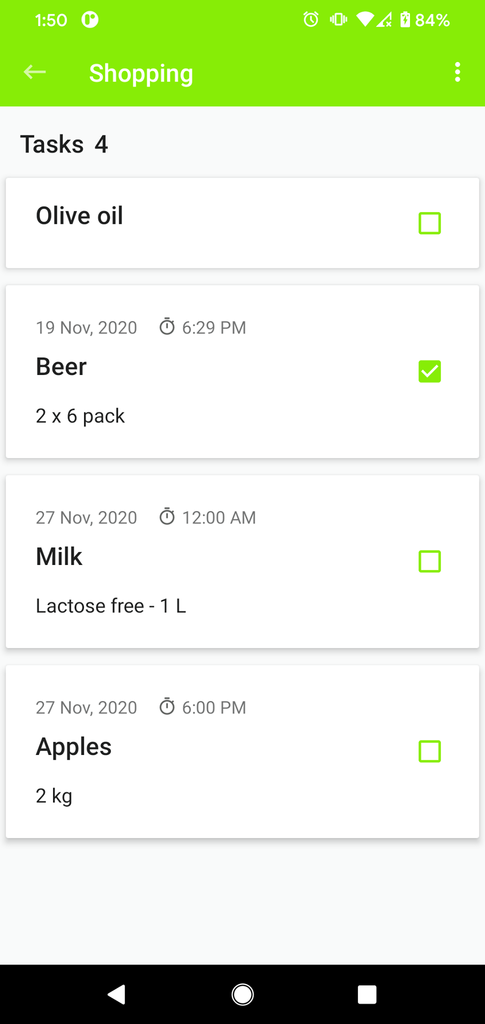 1:50
84%
Shopping
Tasks 4
Olive oil
19 Nov, 2020 6:29 PM
Beer
2 x 6 pack
27 Nov, 2020 12:00 AM
Milk
Lactose free - 1 L
27 Nov, 2020 6:00 PM
Apples
2 kg